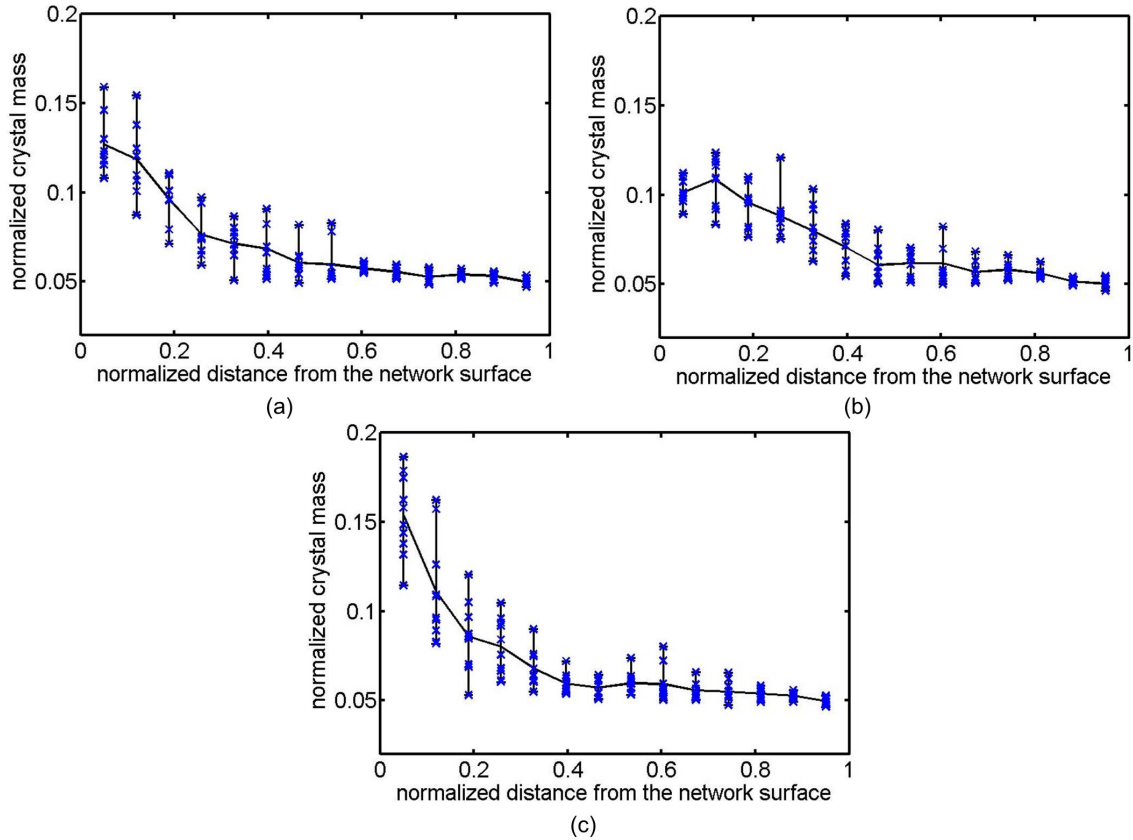 0.2
0.15
0.1
0.05
normalized crystal mass
0 0.2 0.4 0.6 0.8 1
normalized distance from the network surface
(a)
0.2
0.15
0.1
0.05
normalized crystal mass
0 0.2 0.4 0.6 0.8 1
normalized distance from the network surface
(b)
0.2
0.15
0.1
0.05
normalized crystal mass
0 0.2 0.4 0.6 0.8 1
normalized distance from the network surface
(c)